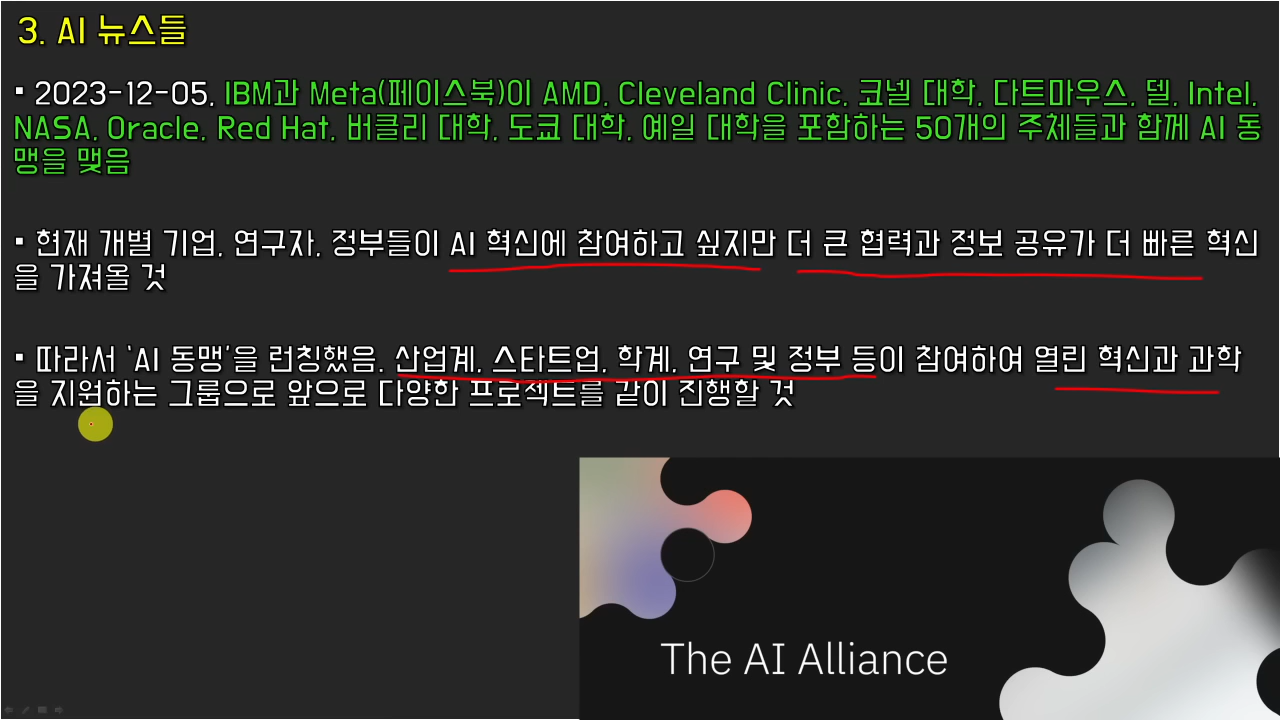 3. AI 뉴스들
▪ 2023-12-05, IBM과 Meta(페이스북)이 AMD, Cleveland Clinic, 코넬 대학, 다트마우스, 델, Intel,
NASA, Oracle, Red Hat, 버클리 대학, 도쿄 대학, 예일 대학을 포함하는 50개의 주체들과 함께 AI 동
맹을 맺음
▪ 현재 개별 기업, 연구자, 정부들이 AI 혁신에 참여하고 싶지만 더 큰 협력과 정보 공유가 더 빠른 혁신
을 가져올 것
▪ 따라서 'AI 동맹'을 런칭했음. 산업계, 스타트업, 학계, 연구 및 정부 등이 참여하여 열린 혁신과 과학
을 지원하는 그룹으로 앞으로 다양한 프로젝트를 같이 진행할 것
The AI Alliance